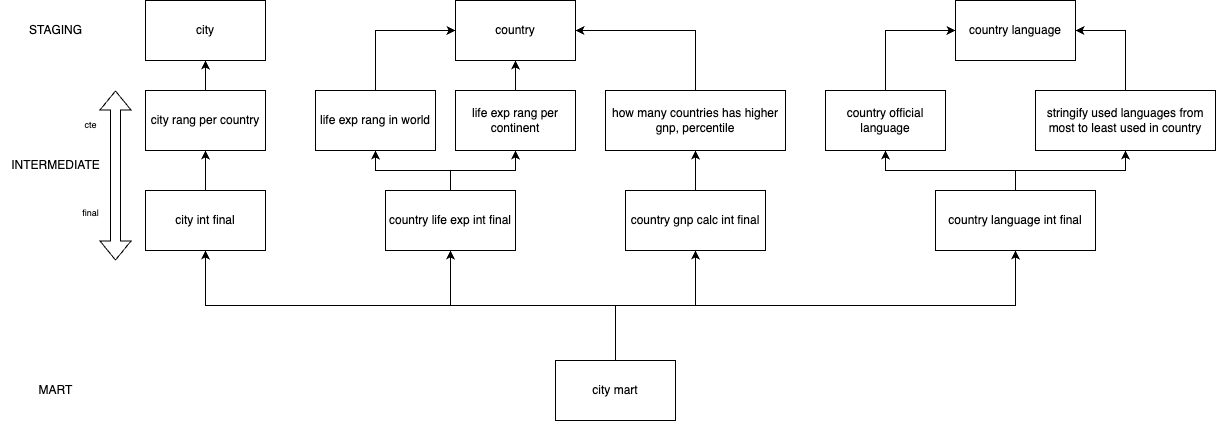 STAGING
city
country
country language
cte
city rang per country
life exp rang in world
life exp rang per
continent
how many countries has higher
gnp, percentile
country official
language
stringify used languages from
most to least used in country
INTERMEDIATE
final
city int final
country life exp int final
country gnp calc int final
country language int final
MART
city mart